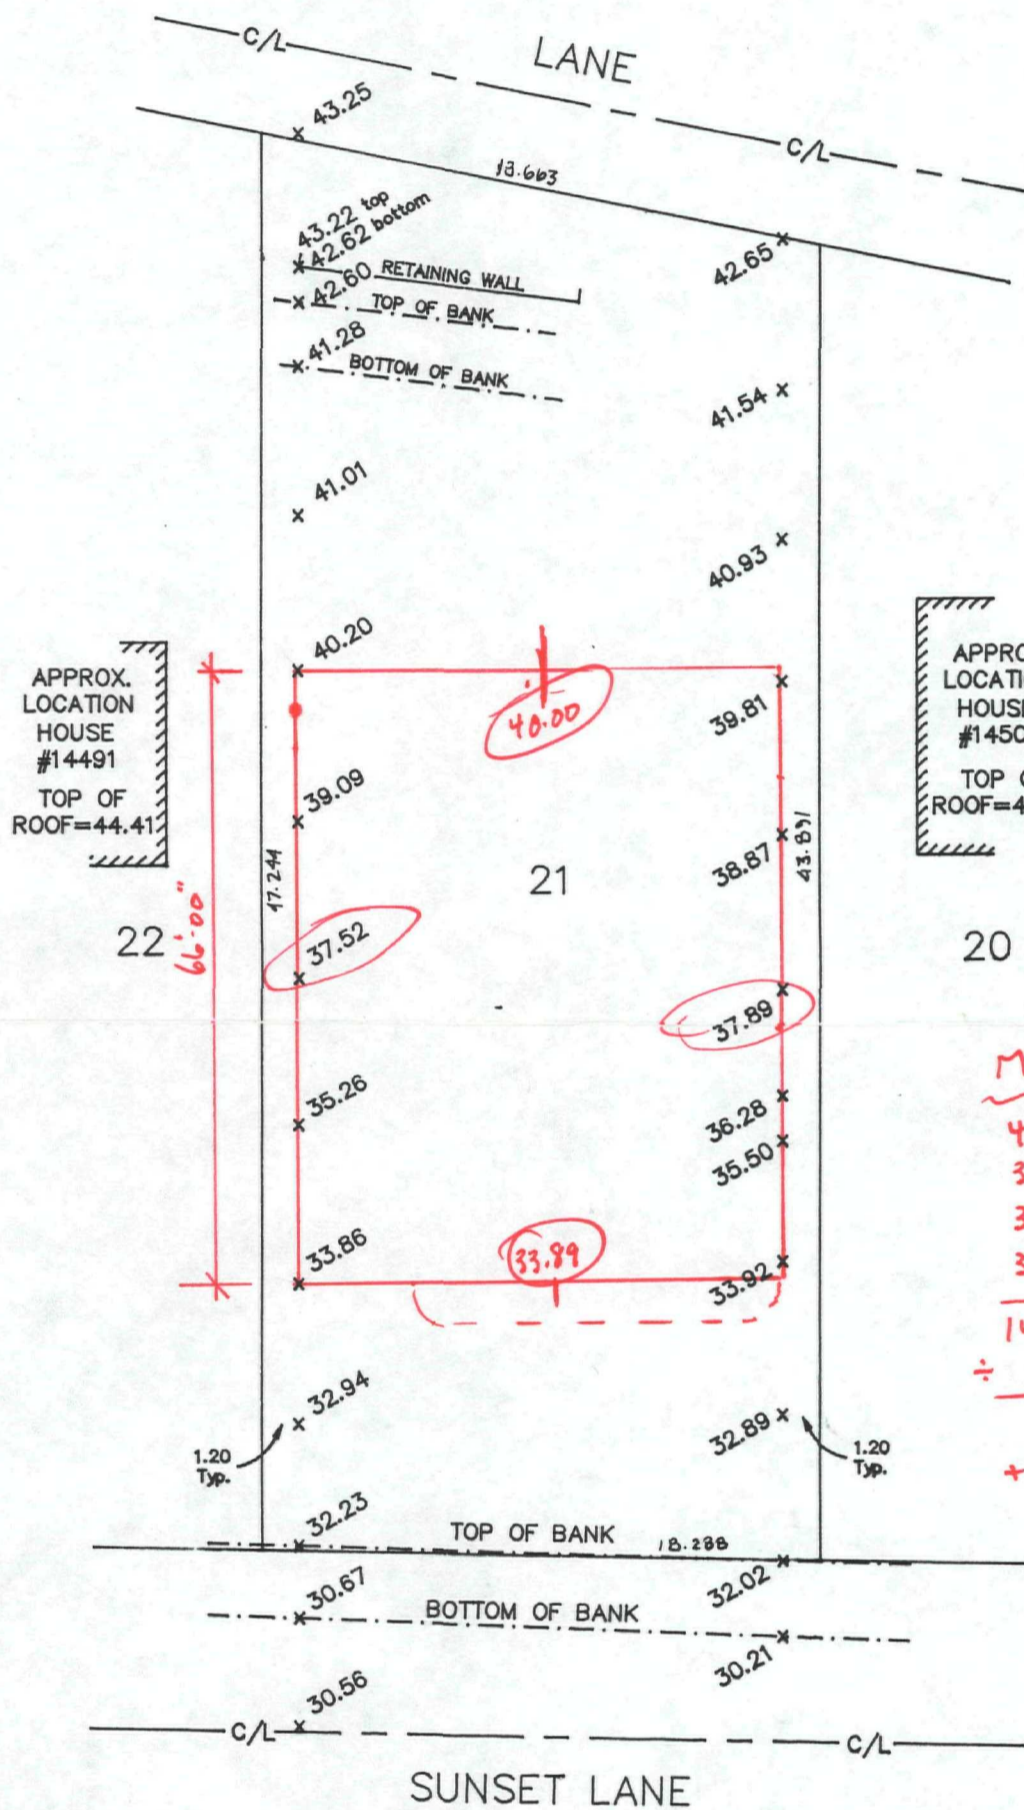 C/L
LANE
C/L
43.25
18.663
43.22 top
42.62 bottom
RETAINING WALL
42.60
TOP OF BANK
41.28
BOTTOM OF BANK
42.65
41.54
41.01
40.93
40.20
39.81
40.00
APPROX.
LOCATION
HOUSE
#14491
TOP OF
ROOF=44.41
39.09
38.87
47.244
43.891
21
22
20
66'-00"
37.52
37.89
35.26
36.28
35.50
33.86
33.89
33.92
32.94
32.89
1.20
Typ.
1.20
Typ.
÷
+
32.23
TOP OF BANK
18.288
32.02
30.67
BOTTOM OF BANK
30.21
30.56
C/L
C/L
SUNSET LANE